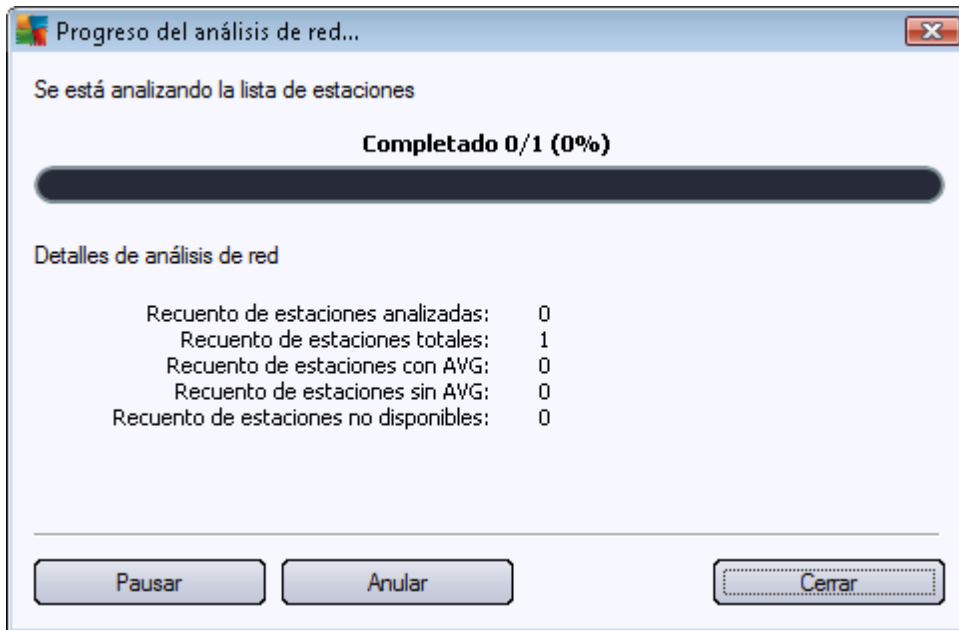 Progreso del análisis de red...
Se está analizando la lista de estaciones
Completado 0/1 (0%)
Detalles de análisis de red
Recuento de estaciones analizadas: 0
Recuento de estaciones totales: 1
Recuento de estaciones con AVG: 0
Recuento de estaciones sin AVG: 0
Recuento de estaciones no disponibles: 0
Pausar Anular Cerrar